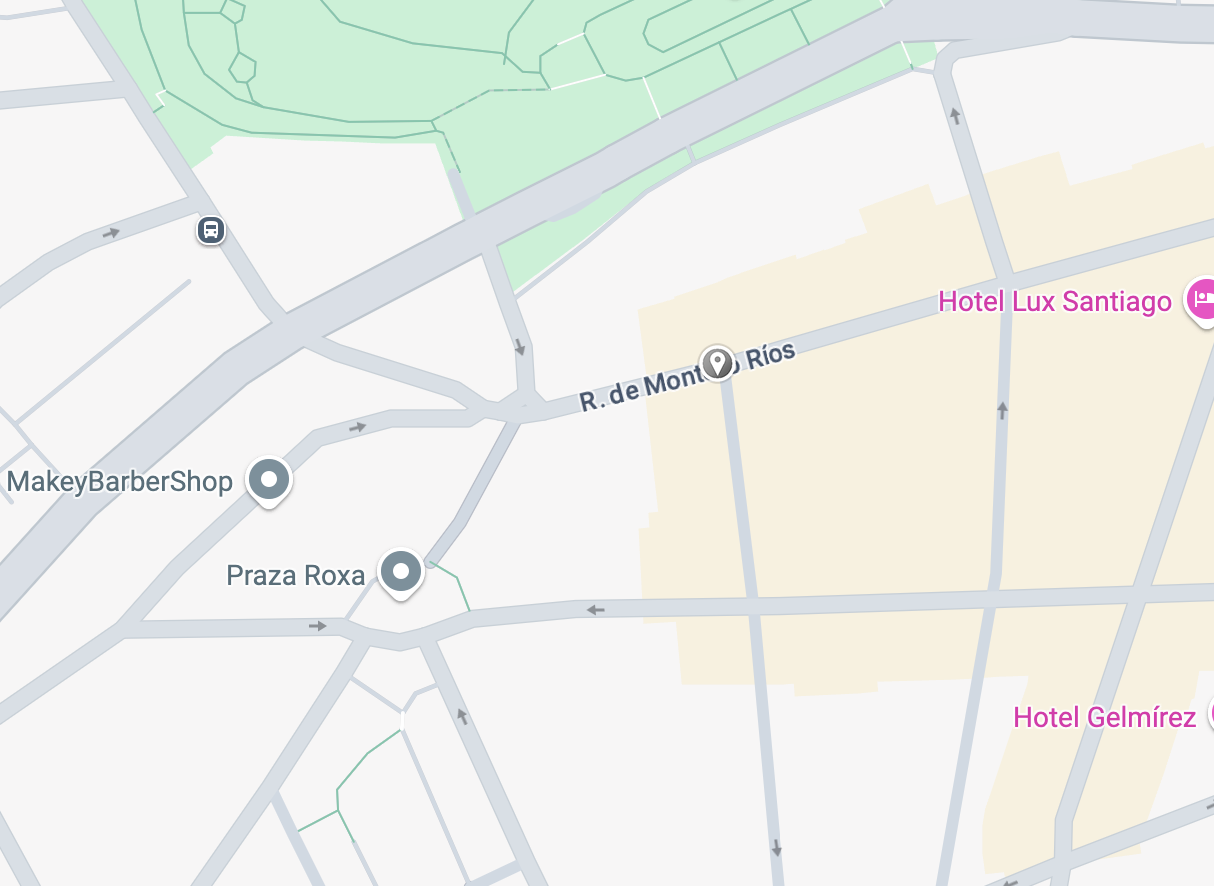 Hotel Lux Santiago
R. de Mont Ríos
MakeyBarberShop
Praza Roxa
Hotel Gelmírez